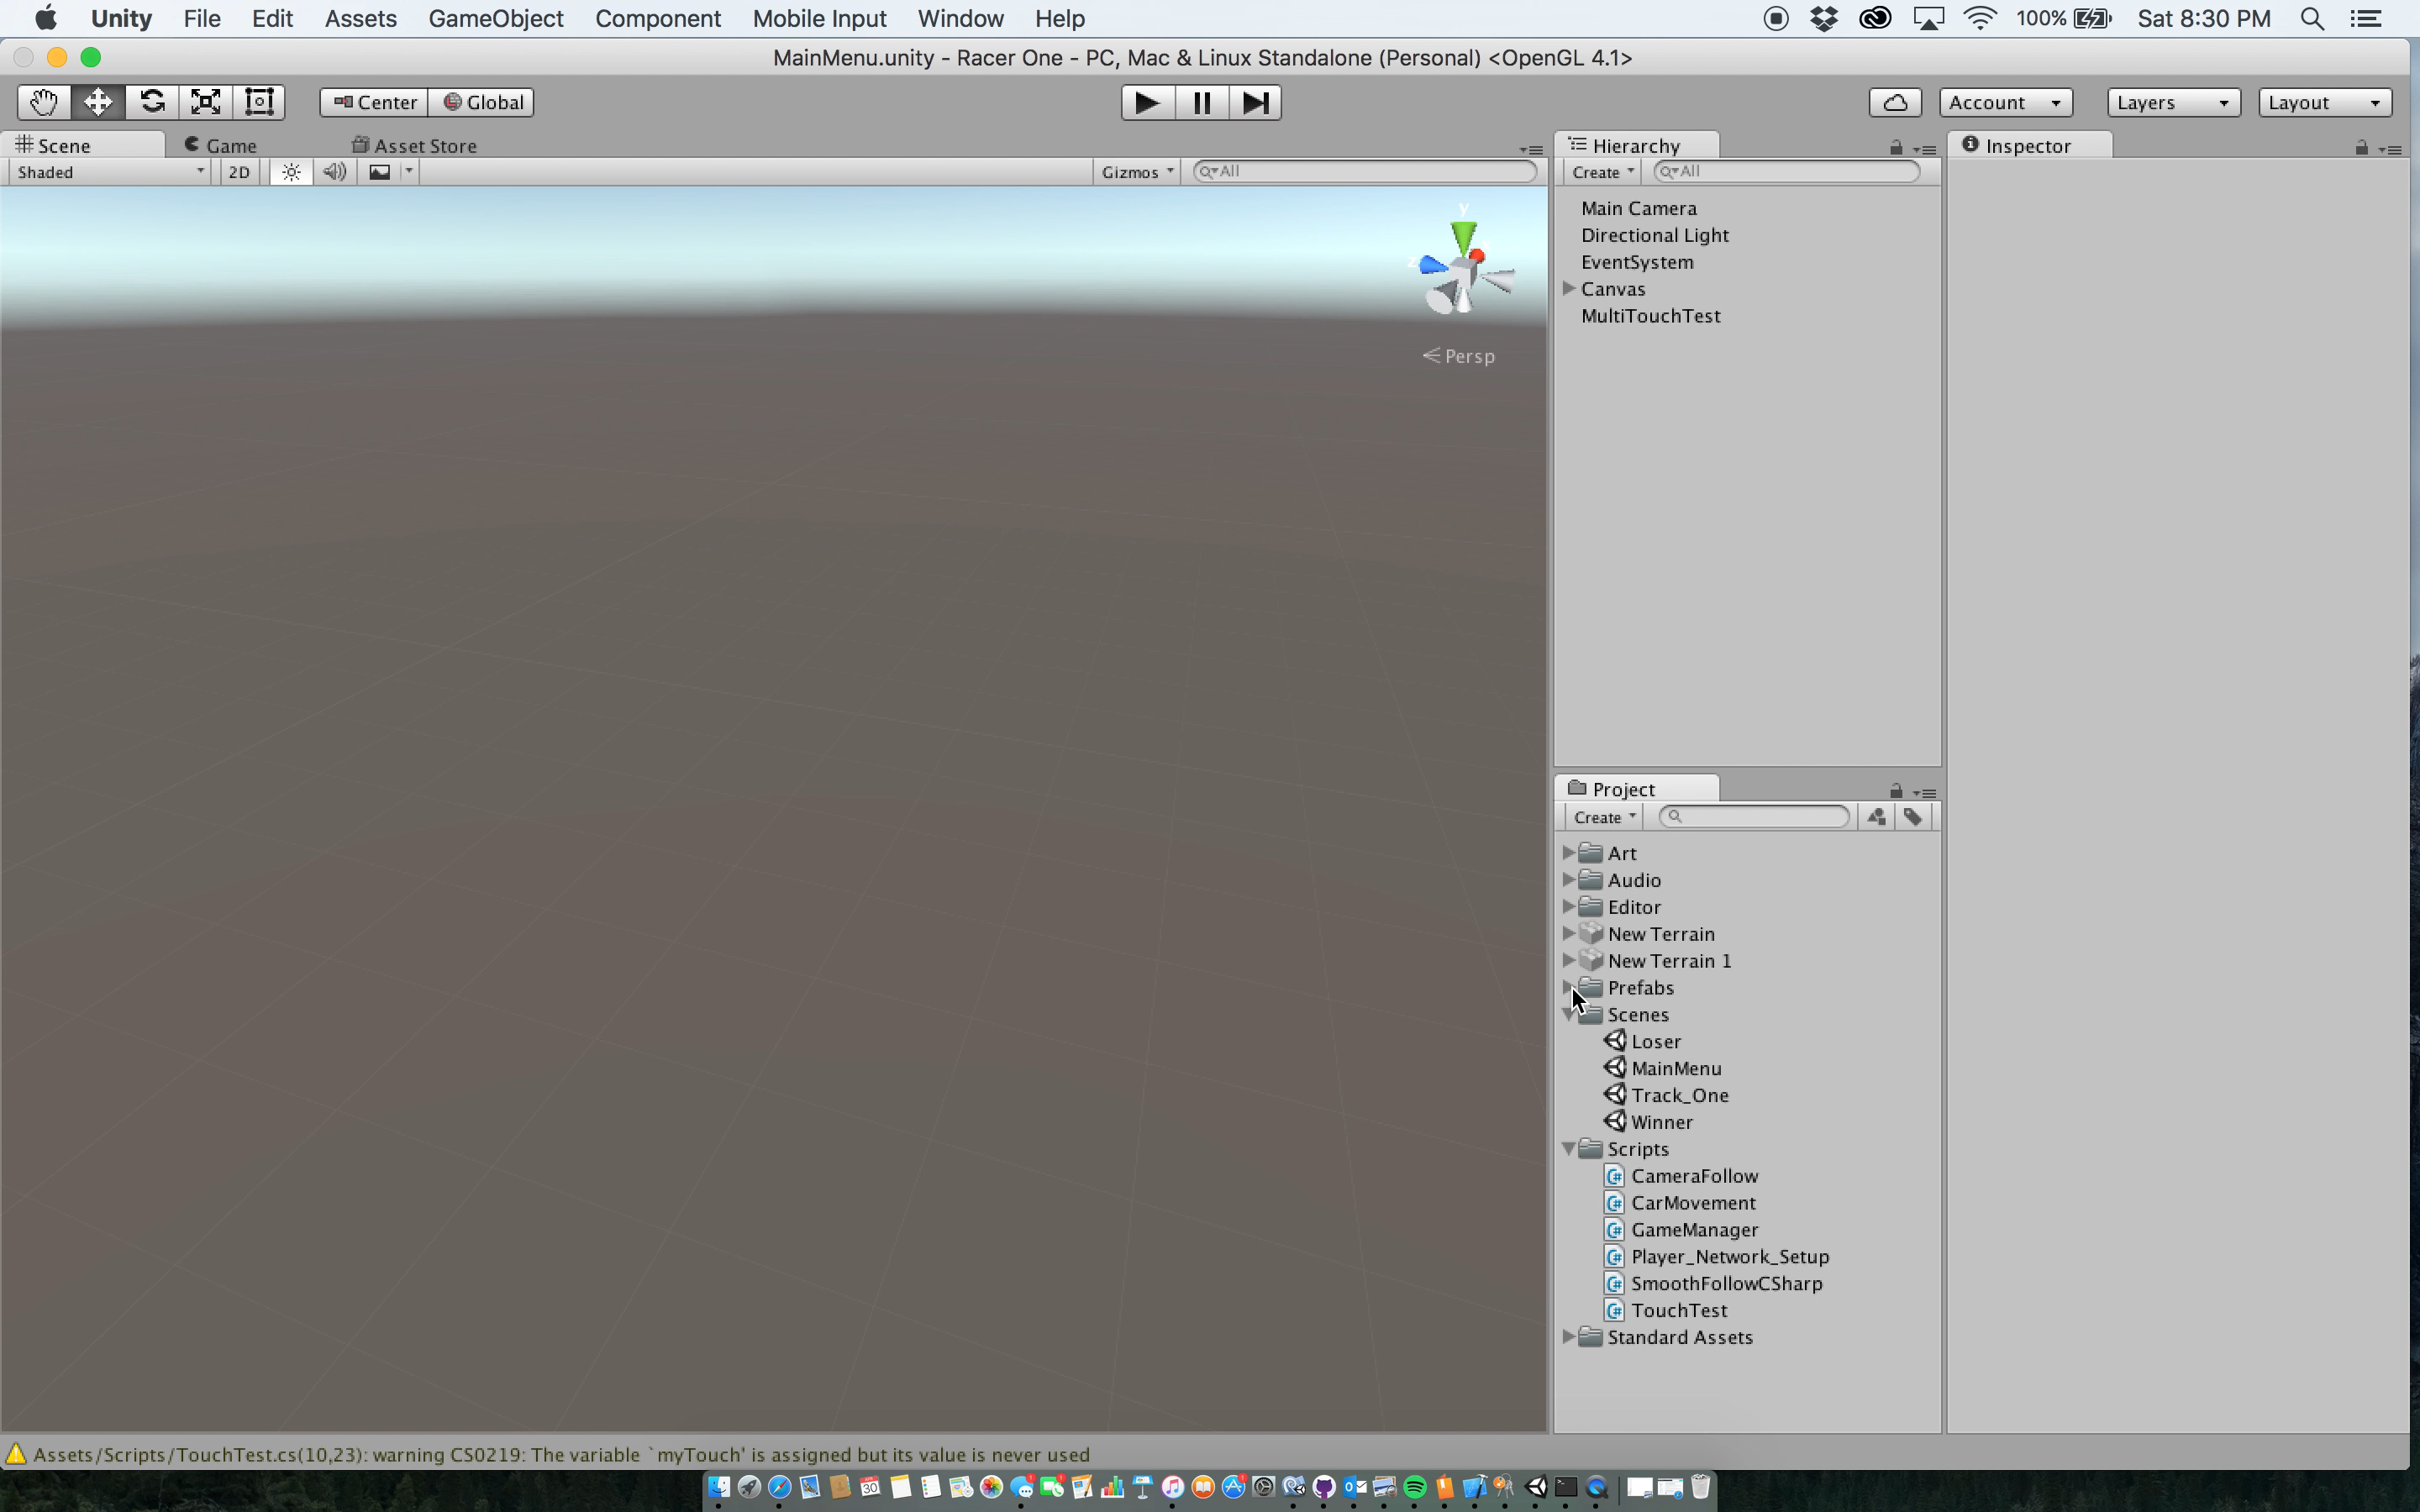 Unity File Edit Assets GameObject Component Mobile Input Window Help 100% Sat 8:30 PM
MainMenu.unity - Racer One - PC, Mac & Linux Standalone (Personal) <OpenGL 4.1>
Center Global Account Layers Layout
Scene Game Asset Store
Shaded 2D Gizmos All
y
z
Persp
Hierarchy
Create All
Main Camera
Directional Light
EventSystem
Canvas
MultiTouchTest
Project
Create
Art
Audio
Editor
New Terrain
New Terrain 1
Prefabs
Scenes
Loser
MainMenu
Track_One
Winner
Scripts
CameraFollow
CarMovement
GameManager
Player_Network_Setup
SmoothFollowCSharp
TouchTest
Standard Assets
Inspector
Assets/Scripts/TouchTest.cs(10,23): warning CS0219: The variable `myTouch' is assigned but its value is never used
30